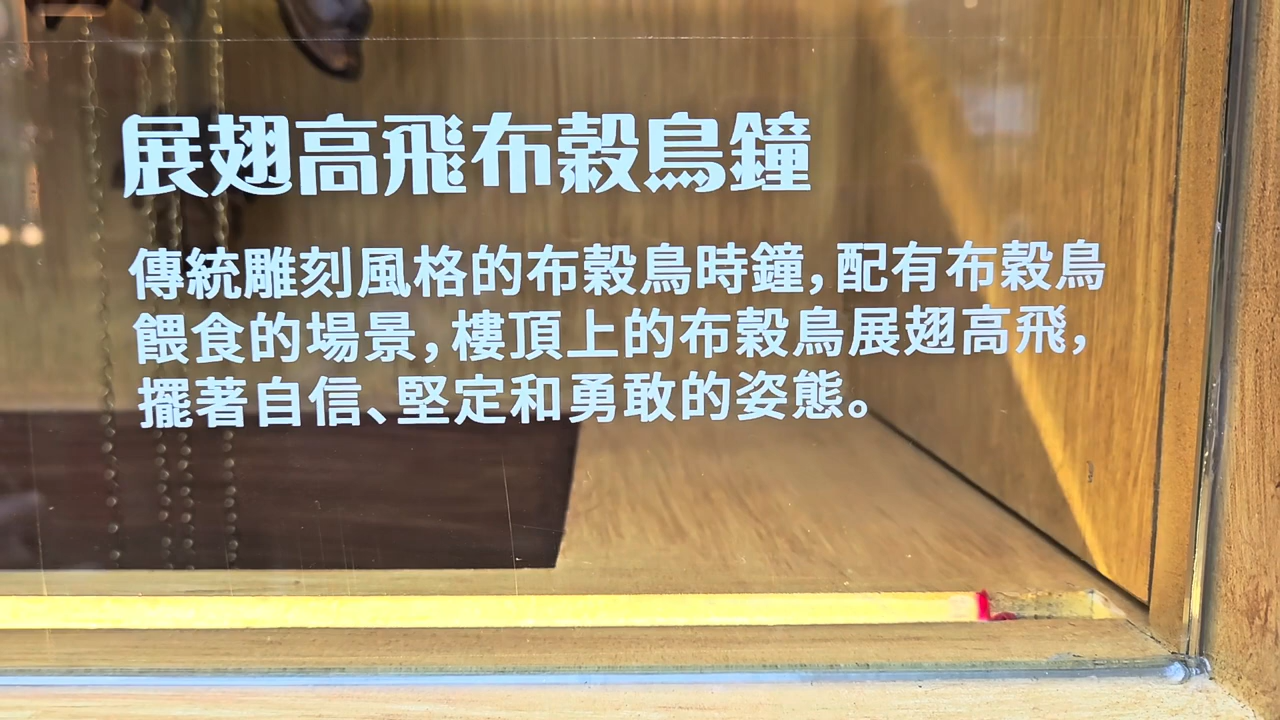 展翅高飛布穀鳥鐘
傳統雕刻風格的布穀鳥時鐘，配有布穀鳥
餵食的場景，樓頂上的布穀鳥展翅高飛，
擺著自信、堅定和勇敢的姿態。